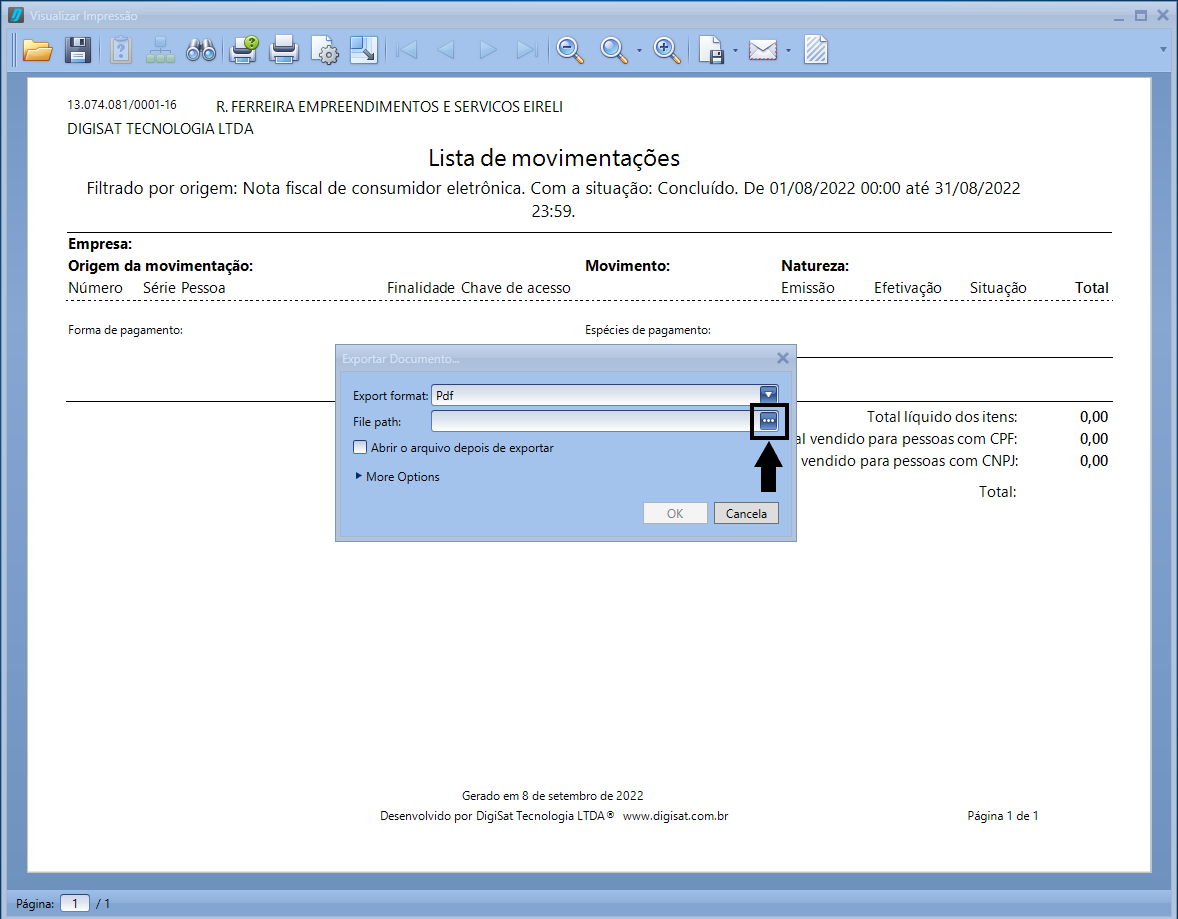 Visualizar Impressão
13.074.081/0001-16 R. FERREIRA EMPREENDIMENTOS E SERVICOS EIRELI
DIGISAT TECNOLOGIA LTDA
Lista de movimentações
Filtrado por origem: Nota fiscal de consumidor eletrônica. Com a situação: Concluído. De 01/08/2022 00:00 até 31/08/2022
23:59.
Empresa:
Origem da movimentação: Movimento: Natureza:
Número Série Pessoa Finalidade Chave de acesso Emissão Efetivação Situação Total
Forma de pagamento: Espécies de pagamento:
Exportar Documento...
Export format: Pdf
File path:
Abrir o arquivo depois de exportar
More Options
OK Cancela
Total líquido dos itens: 0,00
al vendido para pessoas com CPF: 0,00
vendido para pessoas com CNPJ: 0,00
Total:
Gerado em 8 de setembro de 2022
Desenvolvido por DigiSat Tecnologia LTDA® www.digisat.com.br Página 1 de 1
Página: 1 / 1